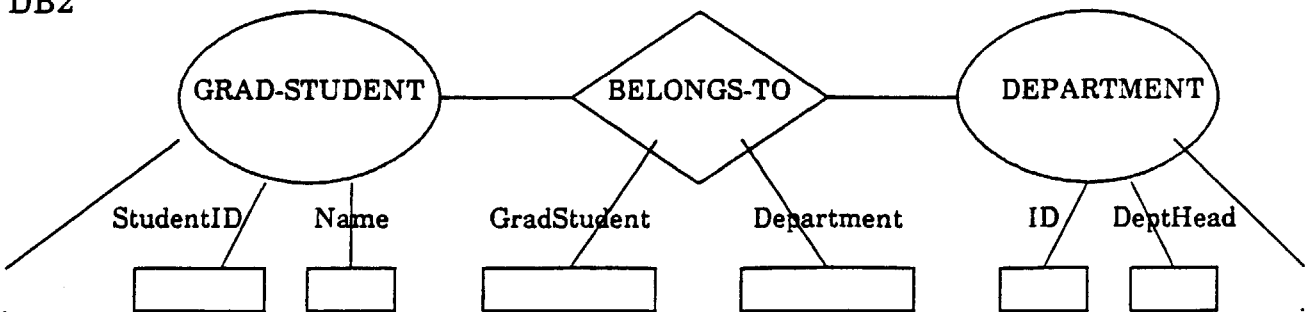 DB2
GRAD-STUDENT BELONGS-TO DEPARTMENT
StudentID Name GradStudent Department ID DeptHead